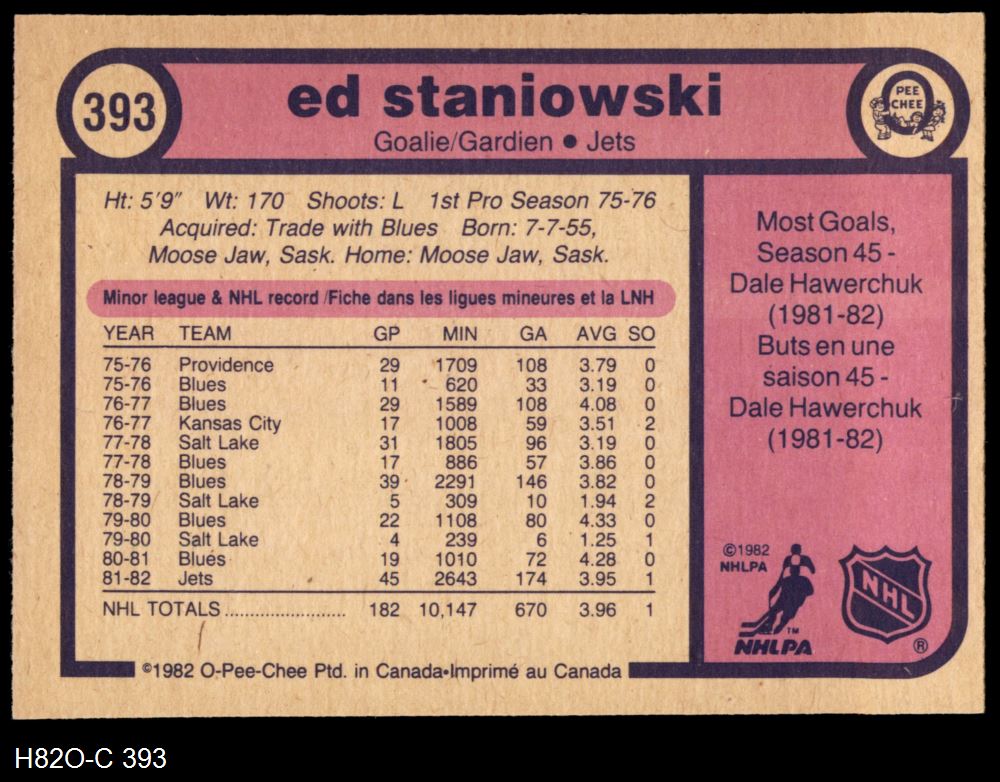 393
ed staniowski
Goalie/Gardien ● Jets
PEE
CHEE
Ht: 5'9" Wt: 170 Shoots: L 1st Pro Season 75-76
Acquired: Trade with Blues Born: 7-7-55,
Moose Jaw, Sask. Home: Moose Jaw, Sask.
Minor league & NHL record /Fiche dans les ligues mineures et la LNH
YEAR TEAM GP MIN GA AVG SO
75-76 Providence 29 1709 108 3.79 0
75-76 Blues 11 620 33 3.19 0
76-77 Blues 29 1589 108 4.08 0
76-77 Kansas City 17 1008 59 3.51 2
77-78 Salt Lake 31 1805 96 3.19 0
77-78 Blues 17 886 57 3.86 0
78-79 Blues 39 2291 146 3.82 0
78-79 Salt Lake 5 309 10 1.94 2
79-80 Blues 22 1108 80 4.33 0
79-80 Salt Lake 4 239 6 1.25 1
80-81 Blues 19 1010 72 4.28 0
81-82 Jets 45 2643 174 3.95 1
NHL TOTALS ...................... 182 10,147 670 3.96 1
Most Goals,
Season 45 -
Dale Hawerchuk
(1981-82)
Buts en une
saison 45 -
Dale Hawerchuk
(1981-82)
©1982
NHLPA
TM
NHLPA
NHL
®
©1982 O-Pee-Chee Ptd. in Canada•Imprimé au Canada
H82O-C 393